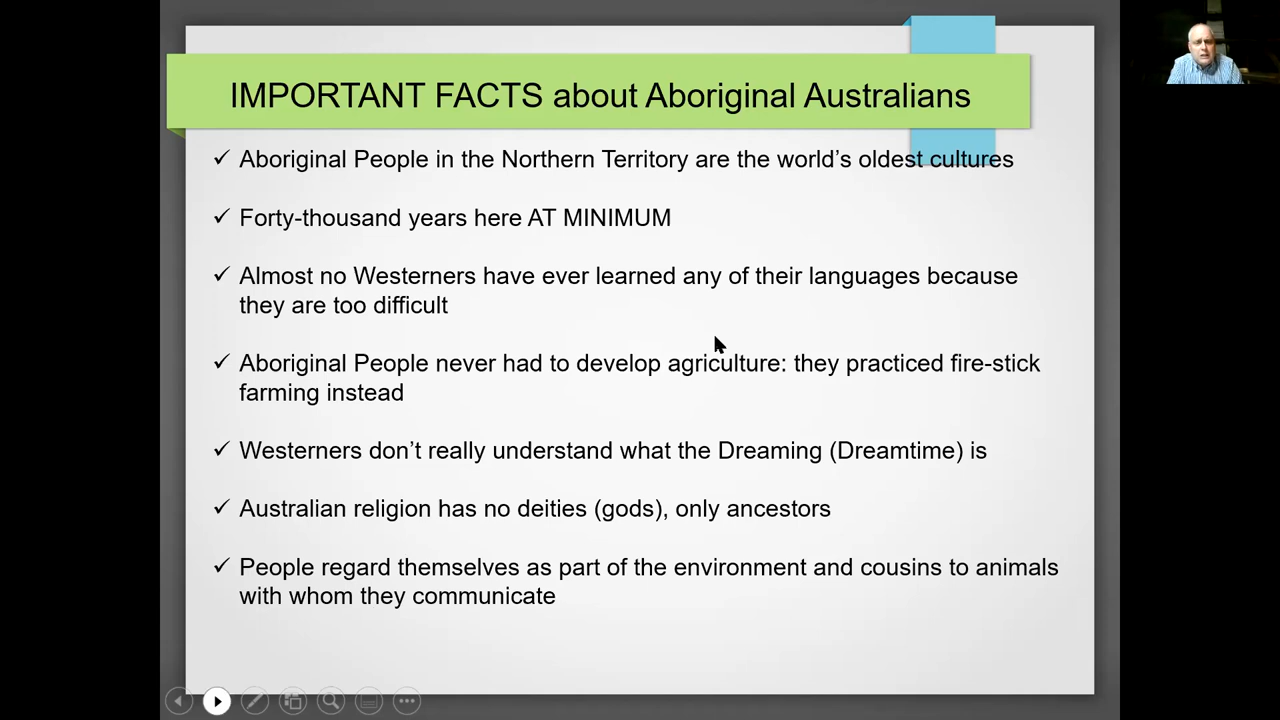 IMPORTANT FACTS about Aboriginal Australians
✓ Aboriginal People in the Northern Territory are the world’s oldest cultures
✓ Forty-thousand years here AT MINIMUM
✓ Almost no Westerners have ever learned any of their languages because
they are too difficult
✓ Aboriginal People never had to develop agriculture: they practiced fire-stick
farming instead
✓ Westerners don’t really understand what the Dreaming (Dreamtime) is
✓ Australian religion has no deities (gods), only ancestors
✓ People regard themselves as part of the environment and cousins to animals
with whom they communicate